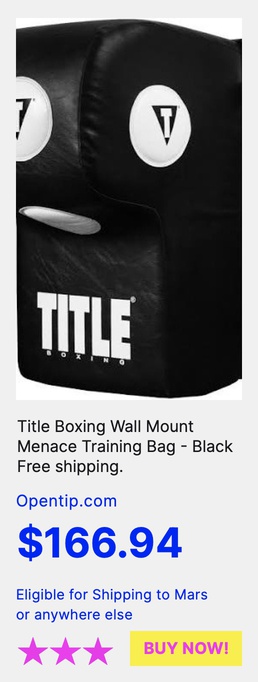 T
T
TITLE®
BOXING
Title Boxing Wall Mount
Menace Training Bag - Black
Free shipping.
Opentip.com
$166.94
Eligible for Shipping to Mars
or anywhere else
BUY NOW!